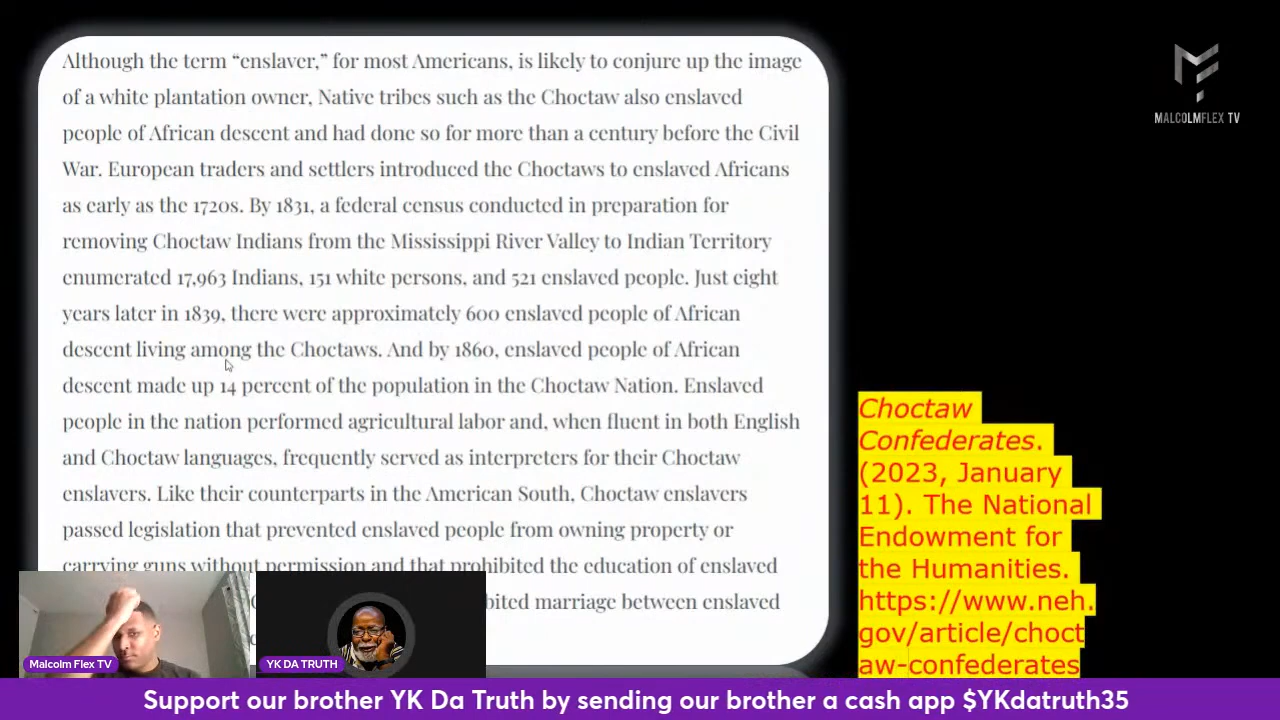 Although the term “enslaver,” for most Americans, is likely to conjure up the image
of a white plantation owner, Native tribes such as the Choctaw also enslaved
people of African descent and had done so for more than a century before the Civil
War. European traders and settlers introduced the Choctaws to enslaved Africans
as early as the 1720s. By 1831, a federal census conducted in preparation for
removing Choctaw Indians from the Mississippi River Valley to Indian Territory
enumerated 17,963 Indians, 151 white persons, and 521 enslaved people. Just eight
years later in 1839, there were approximately 600 enslaved people of African
descent living among the Choctaws. And by 1860, enslaved people of African
descent made up 14 percent of the population in the Choctaw Nation. Enslaved
people in the nation performed agricultural labor and, when fluent in both English
and Choctaw languages, frequently served as interpreters for their Choctaw
enslavers. Like their counterparts in the American South, Choctaw enslavers
passed legislation that prevented enslaved people from owning property or
carrying guns without permission and that prohibited the education of enslaved
marriage between enslaved
MALCOLMFLEX TV
Choctaw
Confederates.
(2023, January
11). The National
Endowment for
the Humanities.
https://www.neh.
gov/article/choct
aw-confederates
Malcolm Flex TV
YK DA TRUTH
Support our brother YK Da Truth by sending our brother a cash app $YKdatruth35